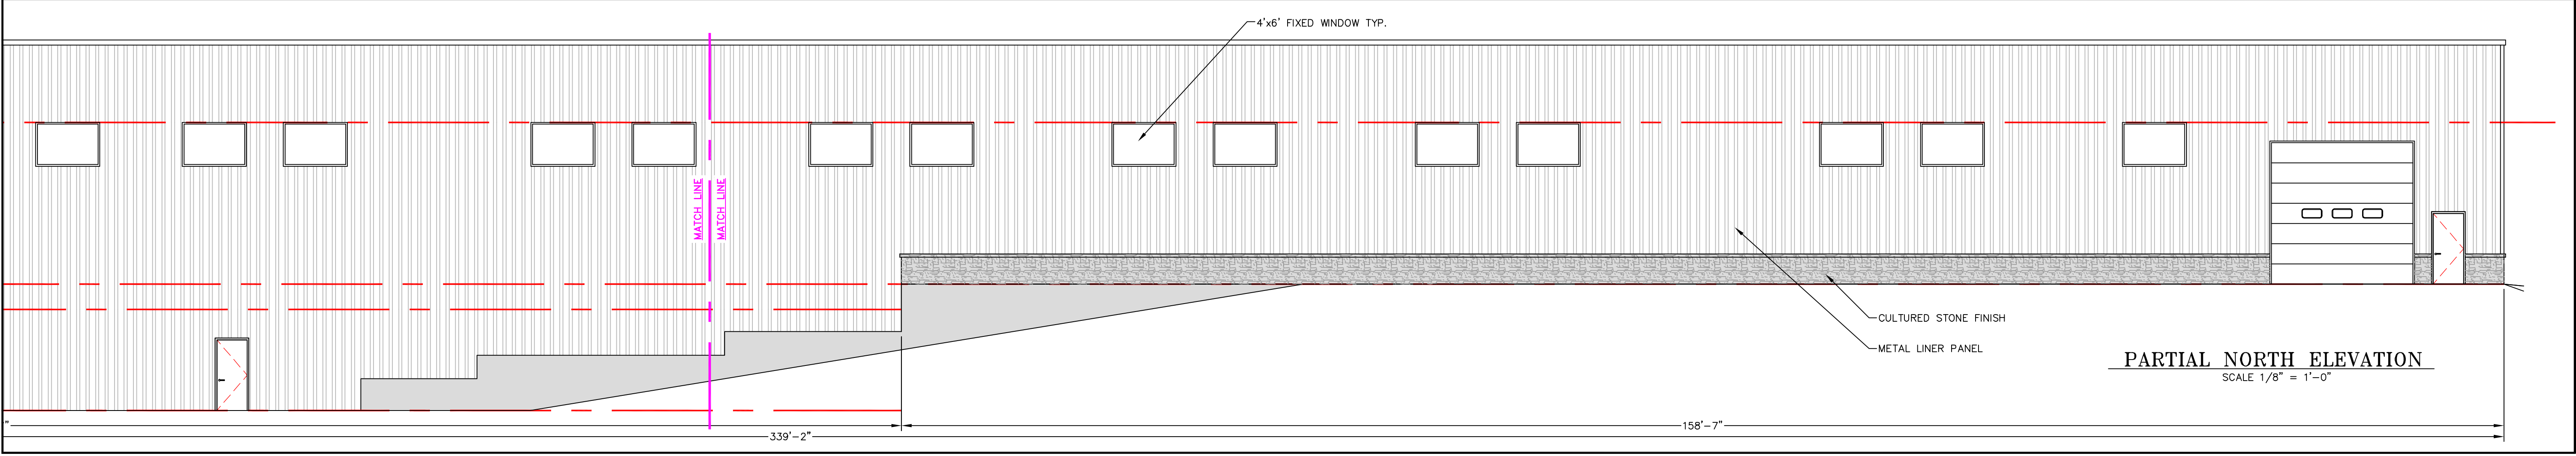 4'x6' FIXED WINDOW TYP.
MATCH LINE
MATCH LINE
CULTURED STONE FINISH
METAL LINER PANEL
PARTIAL NORTH ELEVATION
SCALE 1/8" = 1'-0"
"
158'-7"
339'-2"